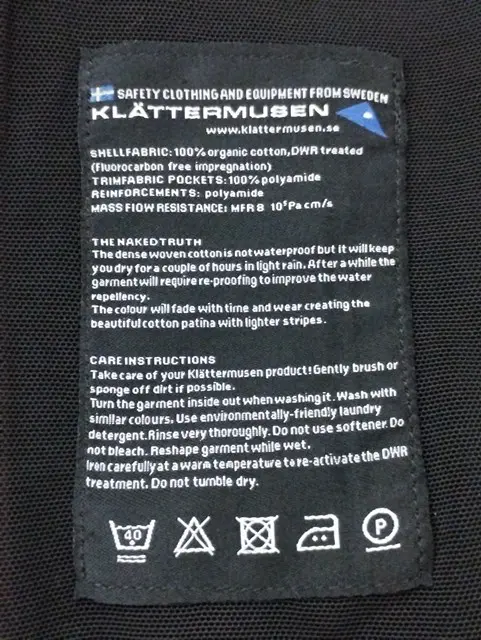 SAFETY CLOTHING AND EQUIPMENT FROM SWEDEN
KLÄTTERMUSEN
www.klattermusen.se
SHELLFABRIC: 100% organic cotton, DWR treated
(Fluorocarbon free impregnation)
TRIMFABRIC POCKETS: 100% polyamide
REINFORCEMENTS: polyamide
MASS FLOW RESISTANCE: MFR 8 10⁵Pa cm/s
THE NAKED TRUTH
The dense woven cotton is not waterproof but it will keep
you dry for a couple of hours in light rain. After a while the
garment will require re-proofing to improve the water
repellency.
The colour will fade with time and wear creating the
beautiful cotton patina with lighter stripes.
CARE INSTRUCTIONS
Take care of your Klättermusen product! Gently brush or
sponge off dirt if possible.
Turn the garment inside out when washing it. Wash with
similar colours. Use environmentally-friendly laundry
detergent. Rinse very thoroughly. Do not use softener. Do
not bleach. Reshape garment while wet.
Iron carefully at a warm temperature to re-activate the DWR
treatment. Do not tumble dry.
40 P